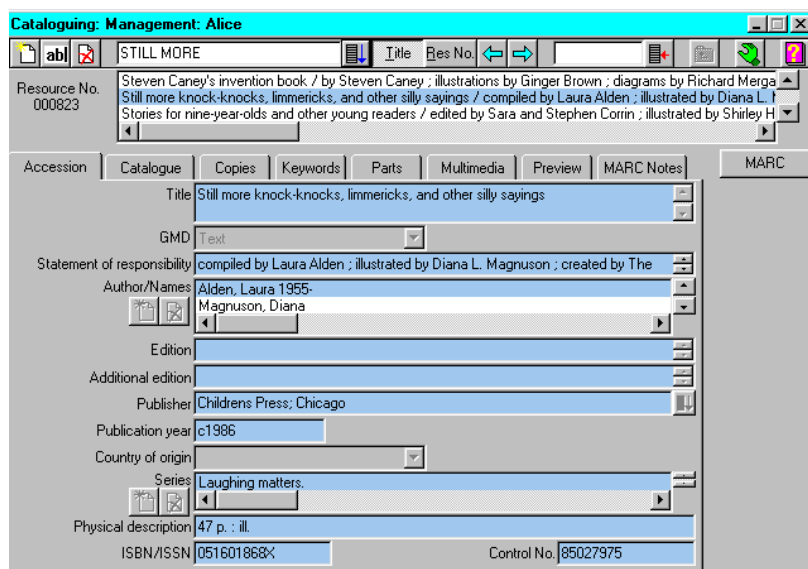 Cataloguing: Management: Alice
abl STILL MORE Title Res No.
Resource No.
000823
Steven Caney's invention book / by Steven Caney ; illustrations by Ginger Brown ; diagrams by Richard Merga
Still more knock-knocks, limmericks, and other silly sayings / compiled by Laura Alden ; illustrated by Diana L.
Stories for nine-year-olds and other young readers / edited by Sara and Stephen Corrin ; illustrated by Shirley H
Accession Catalogue Copies Keywords Parts Multimedia Preview MARC Notes MARC
Title Still more knock-knocks, limmericks, and other silly sayings
GMD Text
Statement of responsibility compiled by Laura Alden ; illustrated by Diana L. Magnuson ; created by The
Author/Names Alden, Laura 1955-
Magnuson, Diana
Edition
Additional edition
Publisher Childrens Press; Chicago
Publication year c1986
Country of origin
Series Laughing matters.
Physical description 47 p. : ill.
ISBN/ISSN 051601868X Control No. 85027975